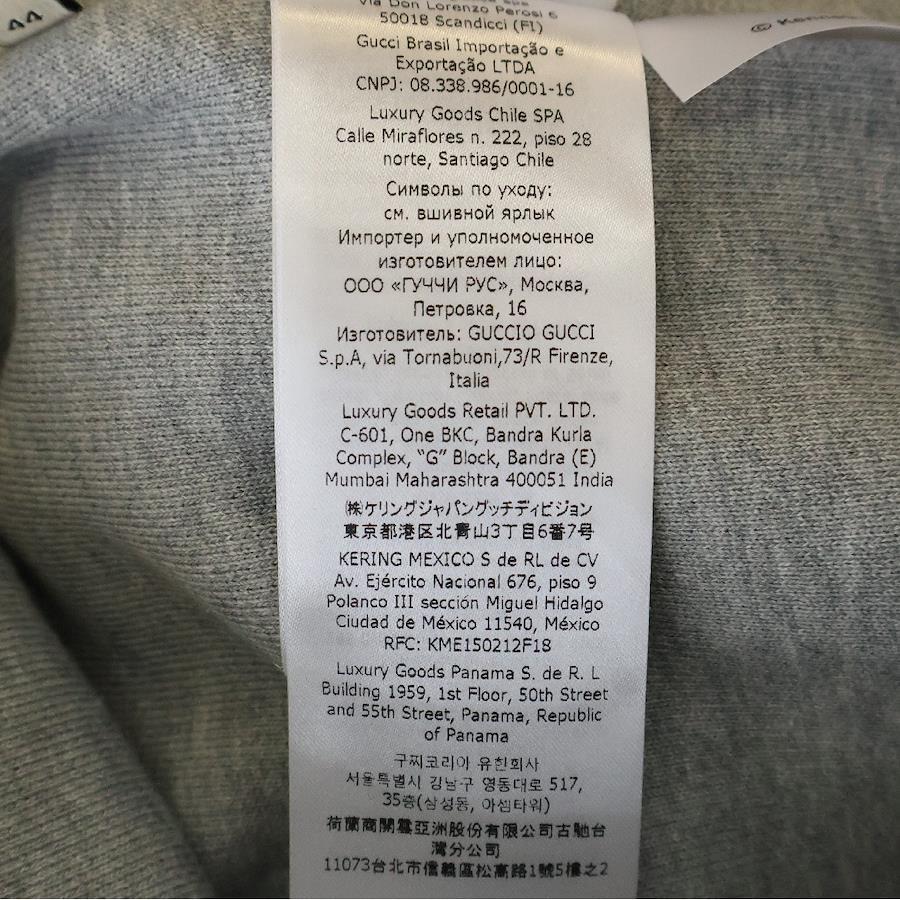 44
via Don Lorenzo Perosi 6
50018 Scandicci (FI)
Gucci Brasil Importação e
Exportação LTDA
CNPJ: 08.338.986/0001-16
Luxury Goods Chile SPA
Calle Miraflores n. 222, piso 28
norte, Santiago Chile
Символы по уходу:
см. вшивной ярлык
Импортер и уполномоченное
изготовителем лицо:
ООО «ГУЧЧИ РУС», Москва,
Петровка, 16
Изготовитель: GUCCIO GUCCI
S.p.A, via Tornabuoni,73/R Firenze,
Italia
Luxury Goods Retail PVT. LTD.
C-601, One BKC, Bandra Kurla
Complex, “G” Block, Bandra (E)
Mumbai Maharashtra 400051 India
㈱ケリングジャパングッチディビジョン
東京都港区北青山3丁目6番7号
KERING MEXICO S de RL de CV
Av. Ejército Nacional 676, piso 9
Polanco III sección Miguel Hidalgo
Ciudad de México 11540, México
RFC: KME150212F18
Luxury Goods Panama S. de R. L
Building 1959, 1st Floor, 50th Street
and 55th Street, Panama, Republic
of Panama
구찌코리아 유한회사
서울특별시 강남구 영동대로 517,
35층(삼성동, 아셈타워)
荷蘭商開雲亞洲股份有限公司古馳台
灣分公司
11073台北市信義區松高路1號5樓之2